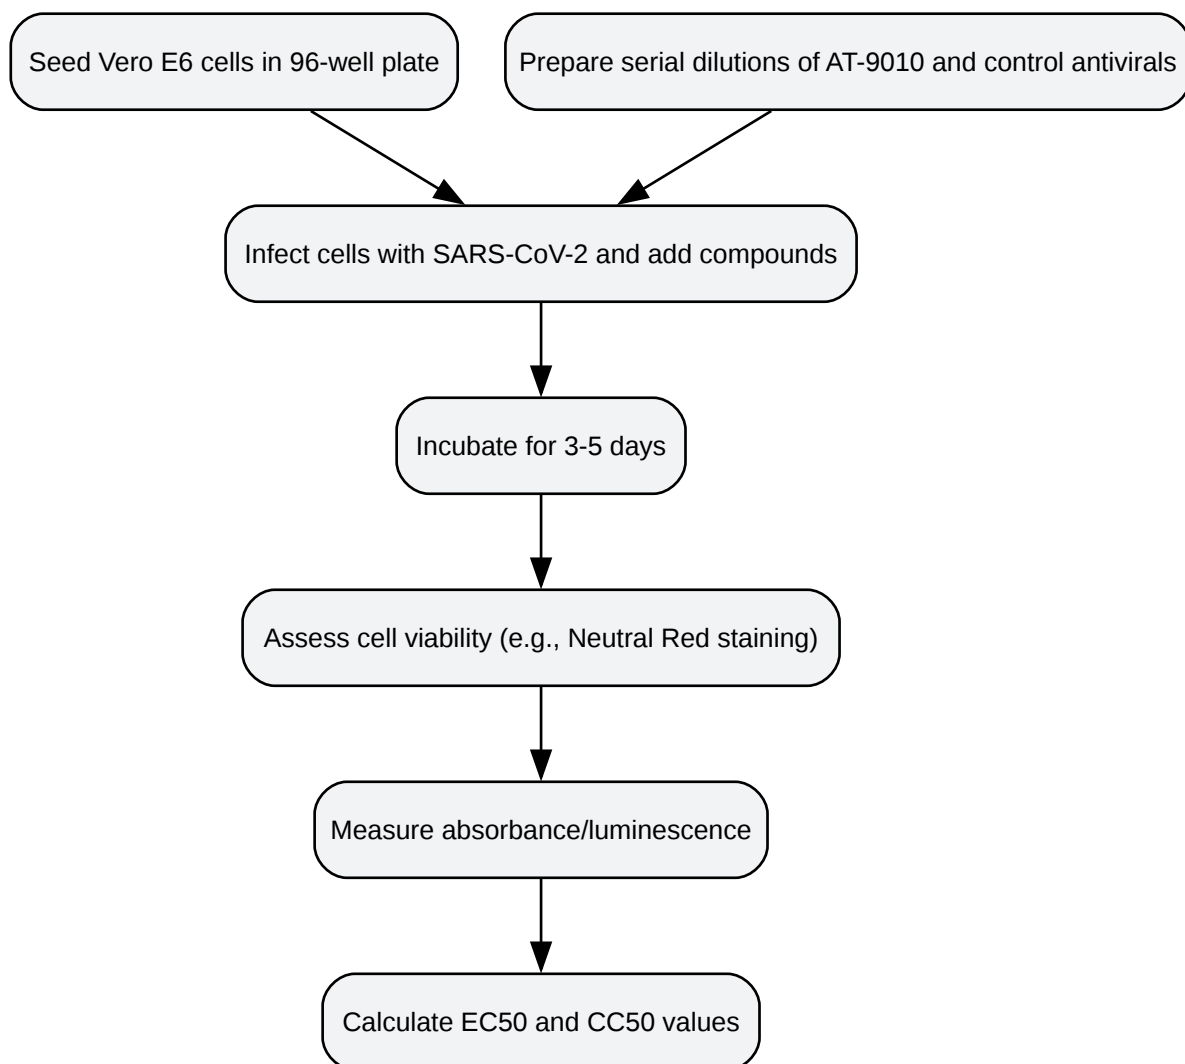 Seed Vero E6 cells in 96-well plate
Prepare serial dilutions of AT-9010 and control antivirals
Infect cells with SARS-CoV-2 and add compounds
Incubate for 3-5 days
Assess cell viability (e.g., Neutral Red staining)
Measure absorbance/luminescence
Calculate EC50 and CC50 values